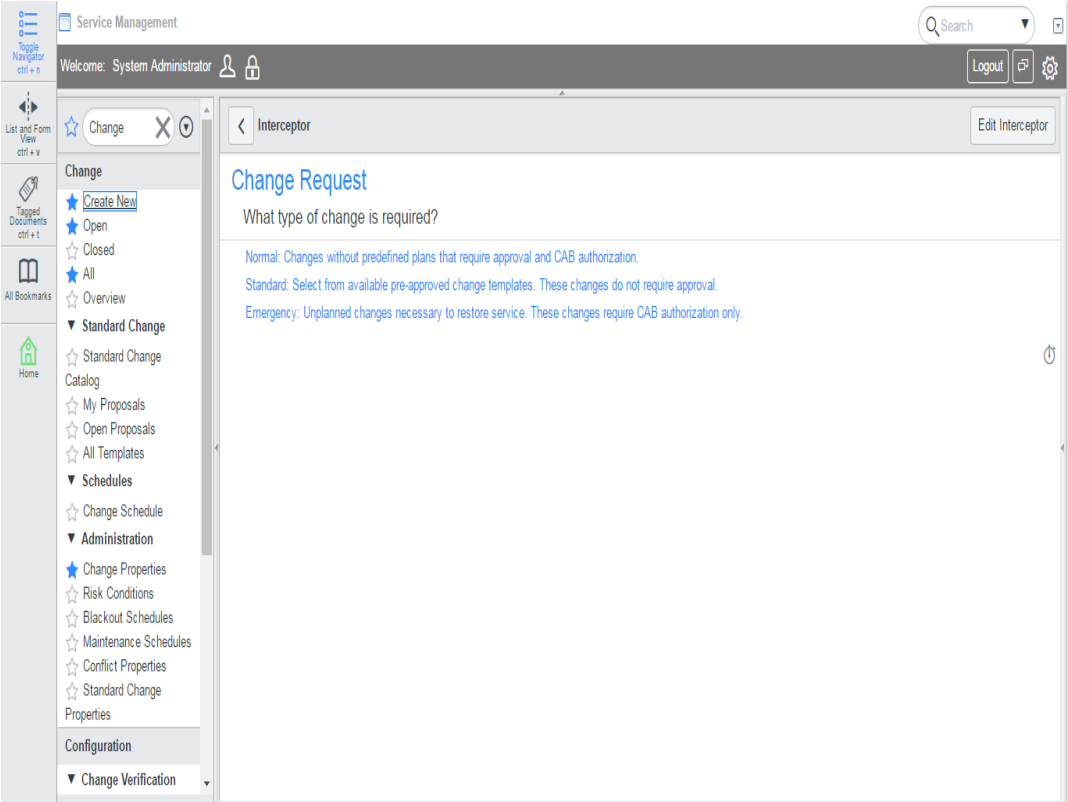 Toggle
Navigator
ctrl + n
List and Form
View
ctrl + v
Tagged
Documents
ctrl + t
All Bookmarks
Home
Service Management
Search
Welcome: System Administrator
Logout
Change
Change
Create New
Open
Closed
All
Overview
Standard Change
Standard Change
Catalog
My Proposals
Open Proposals
All Templates
Schedules
Change Schedule
Administration
Change Properties
Risk Conditions
Blackout Schedules
Maintenance Schedules
Conflict Properties
Standard Change
Properties
Configuration
Change Verification
Interceptor
Edit Interceptor
Change Request
What type of change is required?
Normal: Changes without predefined plans that require approval and CAB authorization.
Standard: Select from available pre-approved change templates. These changes do not require approval.
Emergency: Unplanned changes necessary to restore service. These changes require CAB authorization only.